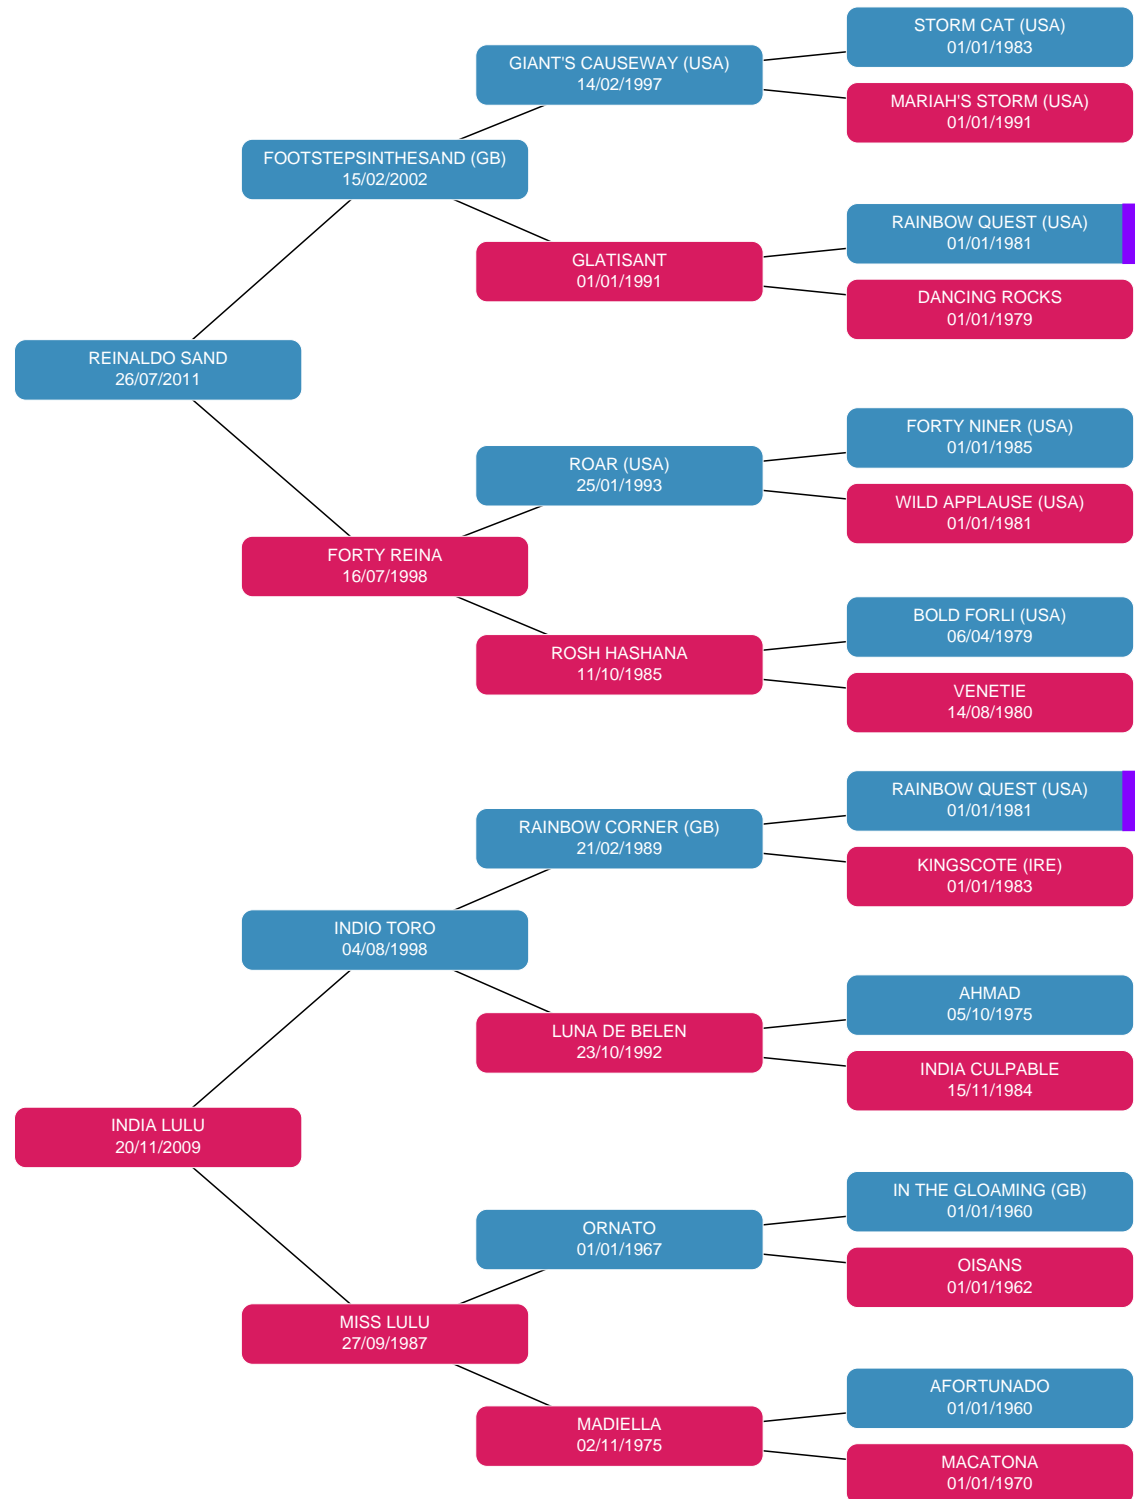 STORM CAT (USA)
01/01/1983
GIANT'S CAUSEWAY (USA)
14/02/1997
MARIAH'S STORM (USA)
01/01/1991
FOOTSTEPSINTHESAND (GB)
15/02/2002
RAINBOW QUEST (USA)
01/01/1981
GLATISANT
01/01/1991
DANCING ROCKS
01/01/1979
REINALDO SAND
26/07/2011
FORTY NINER (USA)
01/01/1985
ROAR (USA)
25/01/1993
WILD APPLAUSE (USA)
01/01/1981
FORTY REINA
16/07/1998
BOLD FORLI (USA)
06/04/1979
ROSH HASHANA
11/10/1985
VENETIE
14/08/1980
RAINBOW QUEST (USA)
01/01/1981
RAINBOW CORNER (GB)
21/02/1989
KINGSCOTE (IRE)
01/01/1983
INDIO TORO
04/08/1998
AHMAD
05/10/1975
LUNA DE BELEN
23/10/1992
INDIA CULPABLE
15/11/1984
INDIA LULU
20/11/2009
IN THE GLOAMING (GB)
01/01/1960
ORNATO
01/01/1967
OISANS
01/01/1962
MISS LULU
27/09/1987
AFORTUNADO
01/01/1960
MADIELLA
02/11/1975
MACATONA
01/01/1970